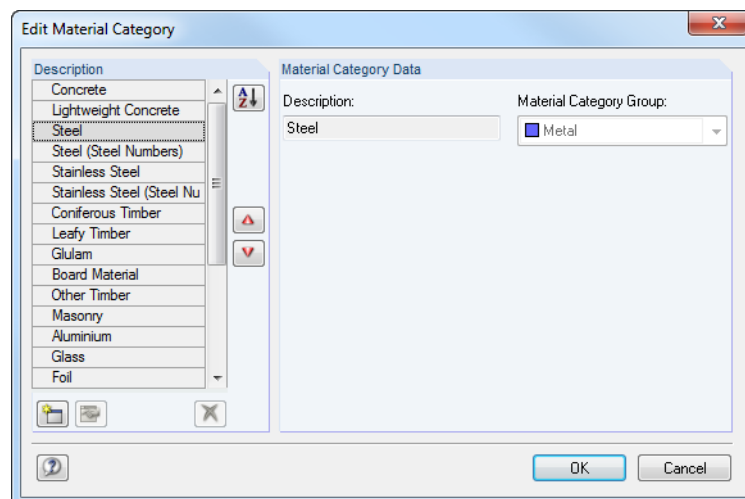 Edit Material Category
Description
Concrete
Lightweight Concrete
Steel
Steel (Steel Numbers)
Stainless Steel
Stainless Steel (Steel Nu
Coniferous Timber
Leafy Timber
Glulam
Board Material
Other Timber
Masonry
Aluminium
Glass
Foil
Material Category Data
Description:
Material Category Group:
Steel
Metal
OK
Cancel